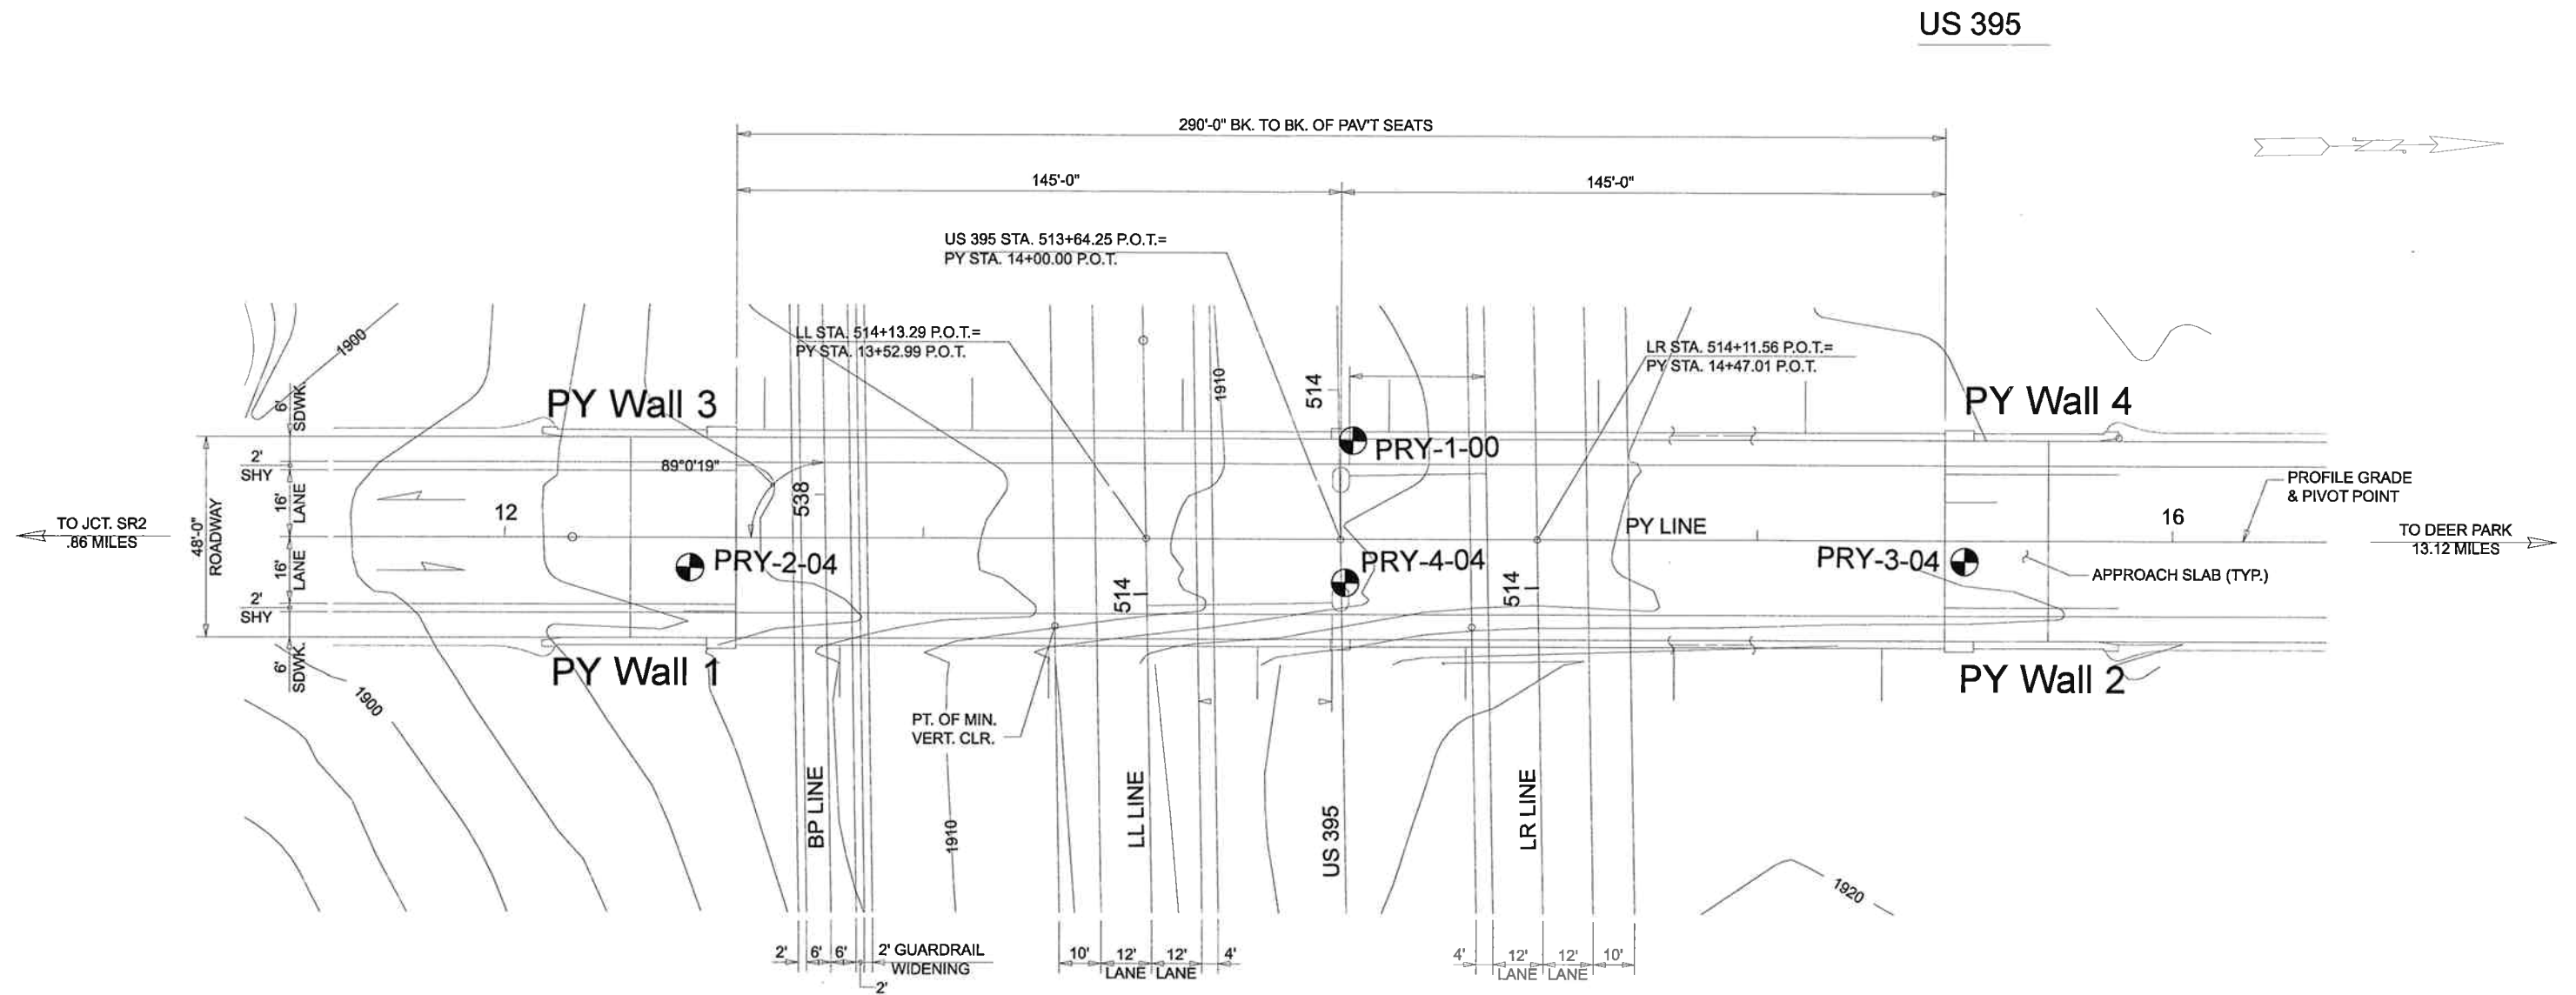 US 395
290'-0" BK. TO BK. OF PAV'T SEATS
145'-0"
145'-0"
N
US 395 STA. 513+64.25 P.O.T.=
PY STA. 14+00.00 P.O.T.
LL STA. 514+13.29 P.O.T.=
PY STA. 13+52.99 P.O.T.
LR STA. 514+11.56 P.O.T.=
PY STA. 14+47.01 P.O.T.
1900
1910
514
6'
SDWK.
PY Wall 3
PY Wall 4
PRY-1-00
2'
SHY
89°0'19"
538
16'
LANE
48'-0"
ROADWAY
12
PROFILE GRADE
& PIVOT POINT
16
PY LINE
TO JCT. SR2
.86 MILES
TO DEER PARK
13.12 MILES
PRY-2-04
PRY-4-04
PRY-3-04
APPROACH SLAB (TYP.)
16'
LANE
514
514
2'
SHY
6'
SDWK.
PY Wall 1
PY Wall 2
1900
PT. OF MIN.
VERT. CLR.
BP LINE
LL LINE
US 395
LR LINE
1910
1920
2'
6'
6'
2' GUARDRAIL
WIDENING
2'
10'
12'
LANE
12'
LANE
4'
4'
12'
LANE
12'
LANE
10'